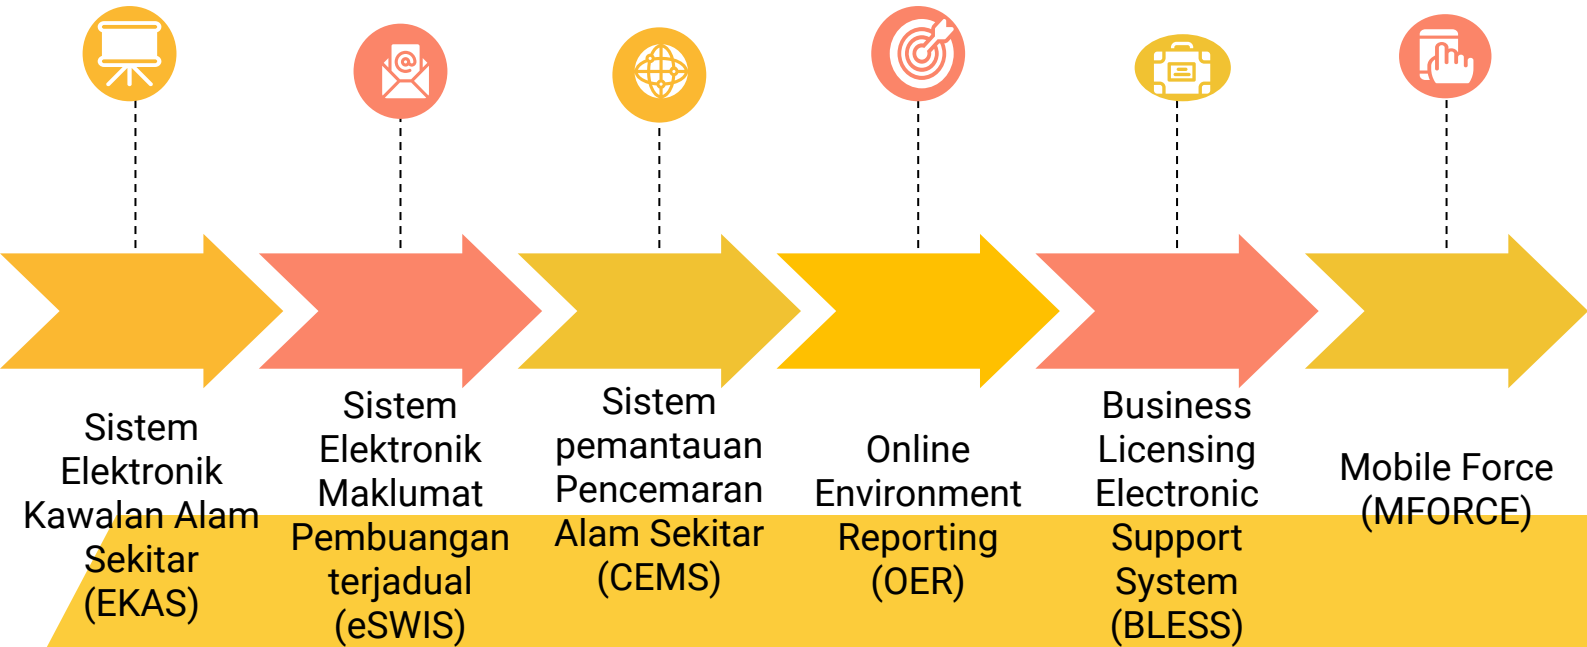 Sistem
Elektronik
Kawalan Alam
Sekitar
(EKAS)
Sistem
Elektronik
Maklumat
Pembuangan
terjadual
(eSWIS)
Sistem
pemantauan
Pencemaran
Alam Sekitar
(CEMS)
Online
Environment
Reporting
(OER)
Business
Licensing
Electronic
Support
System
(BLESS)
Mobile Force
(MFORCE)